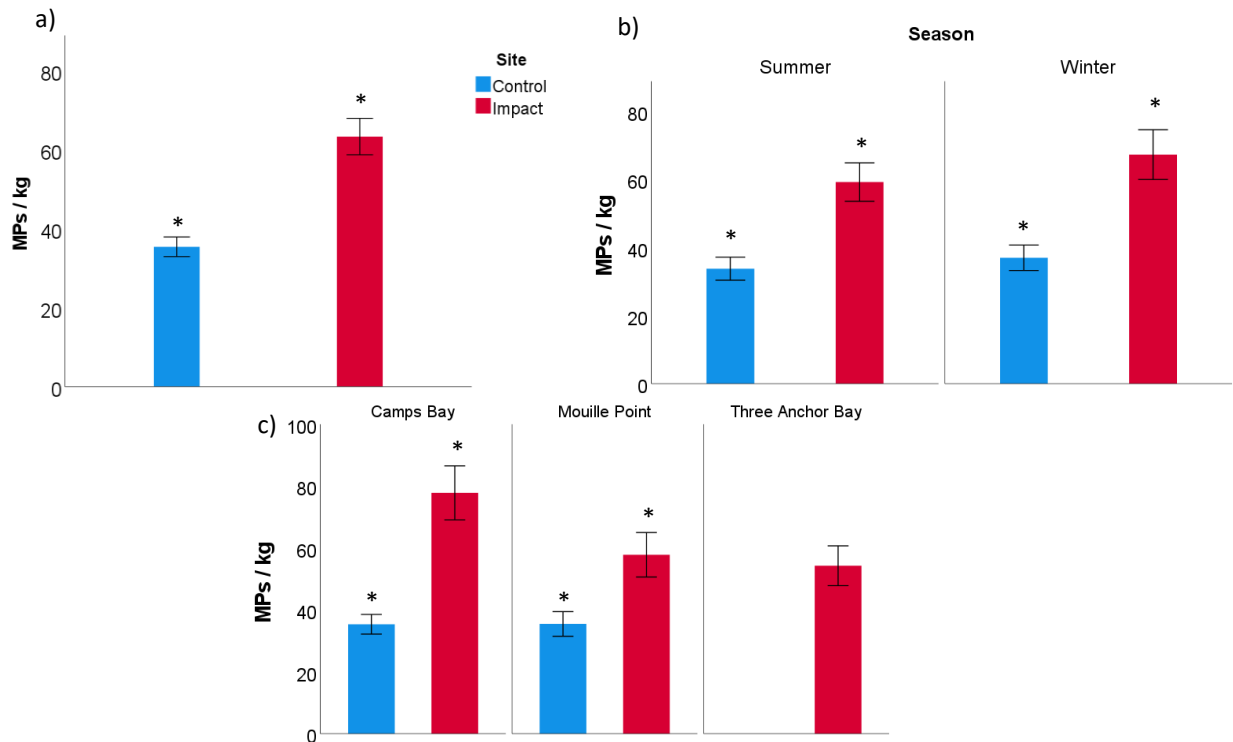 a)
MPs / kg
80
60
40
20
0
*
*
Site
Control
Impact
b)
Season
Summer
Winter
MPs / kg
80
60
40
20
0
*
*
*
*
c)
Camps Bay
Mouille Point
Three Anchor Bay
MPs / kg
100
80
60
40
20
0
*
*
*
*